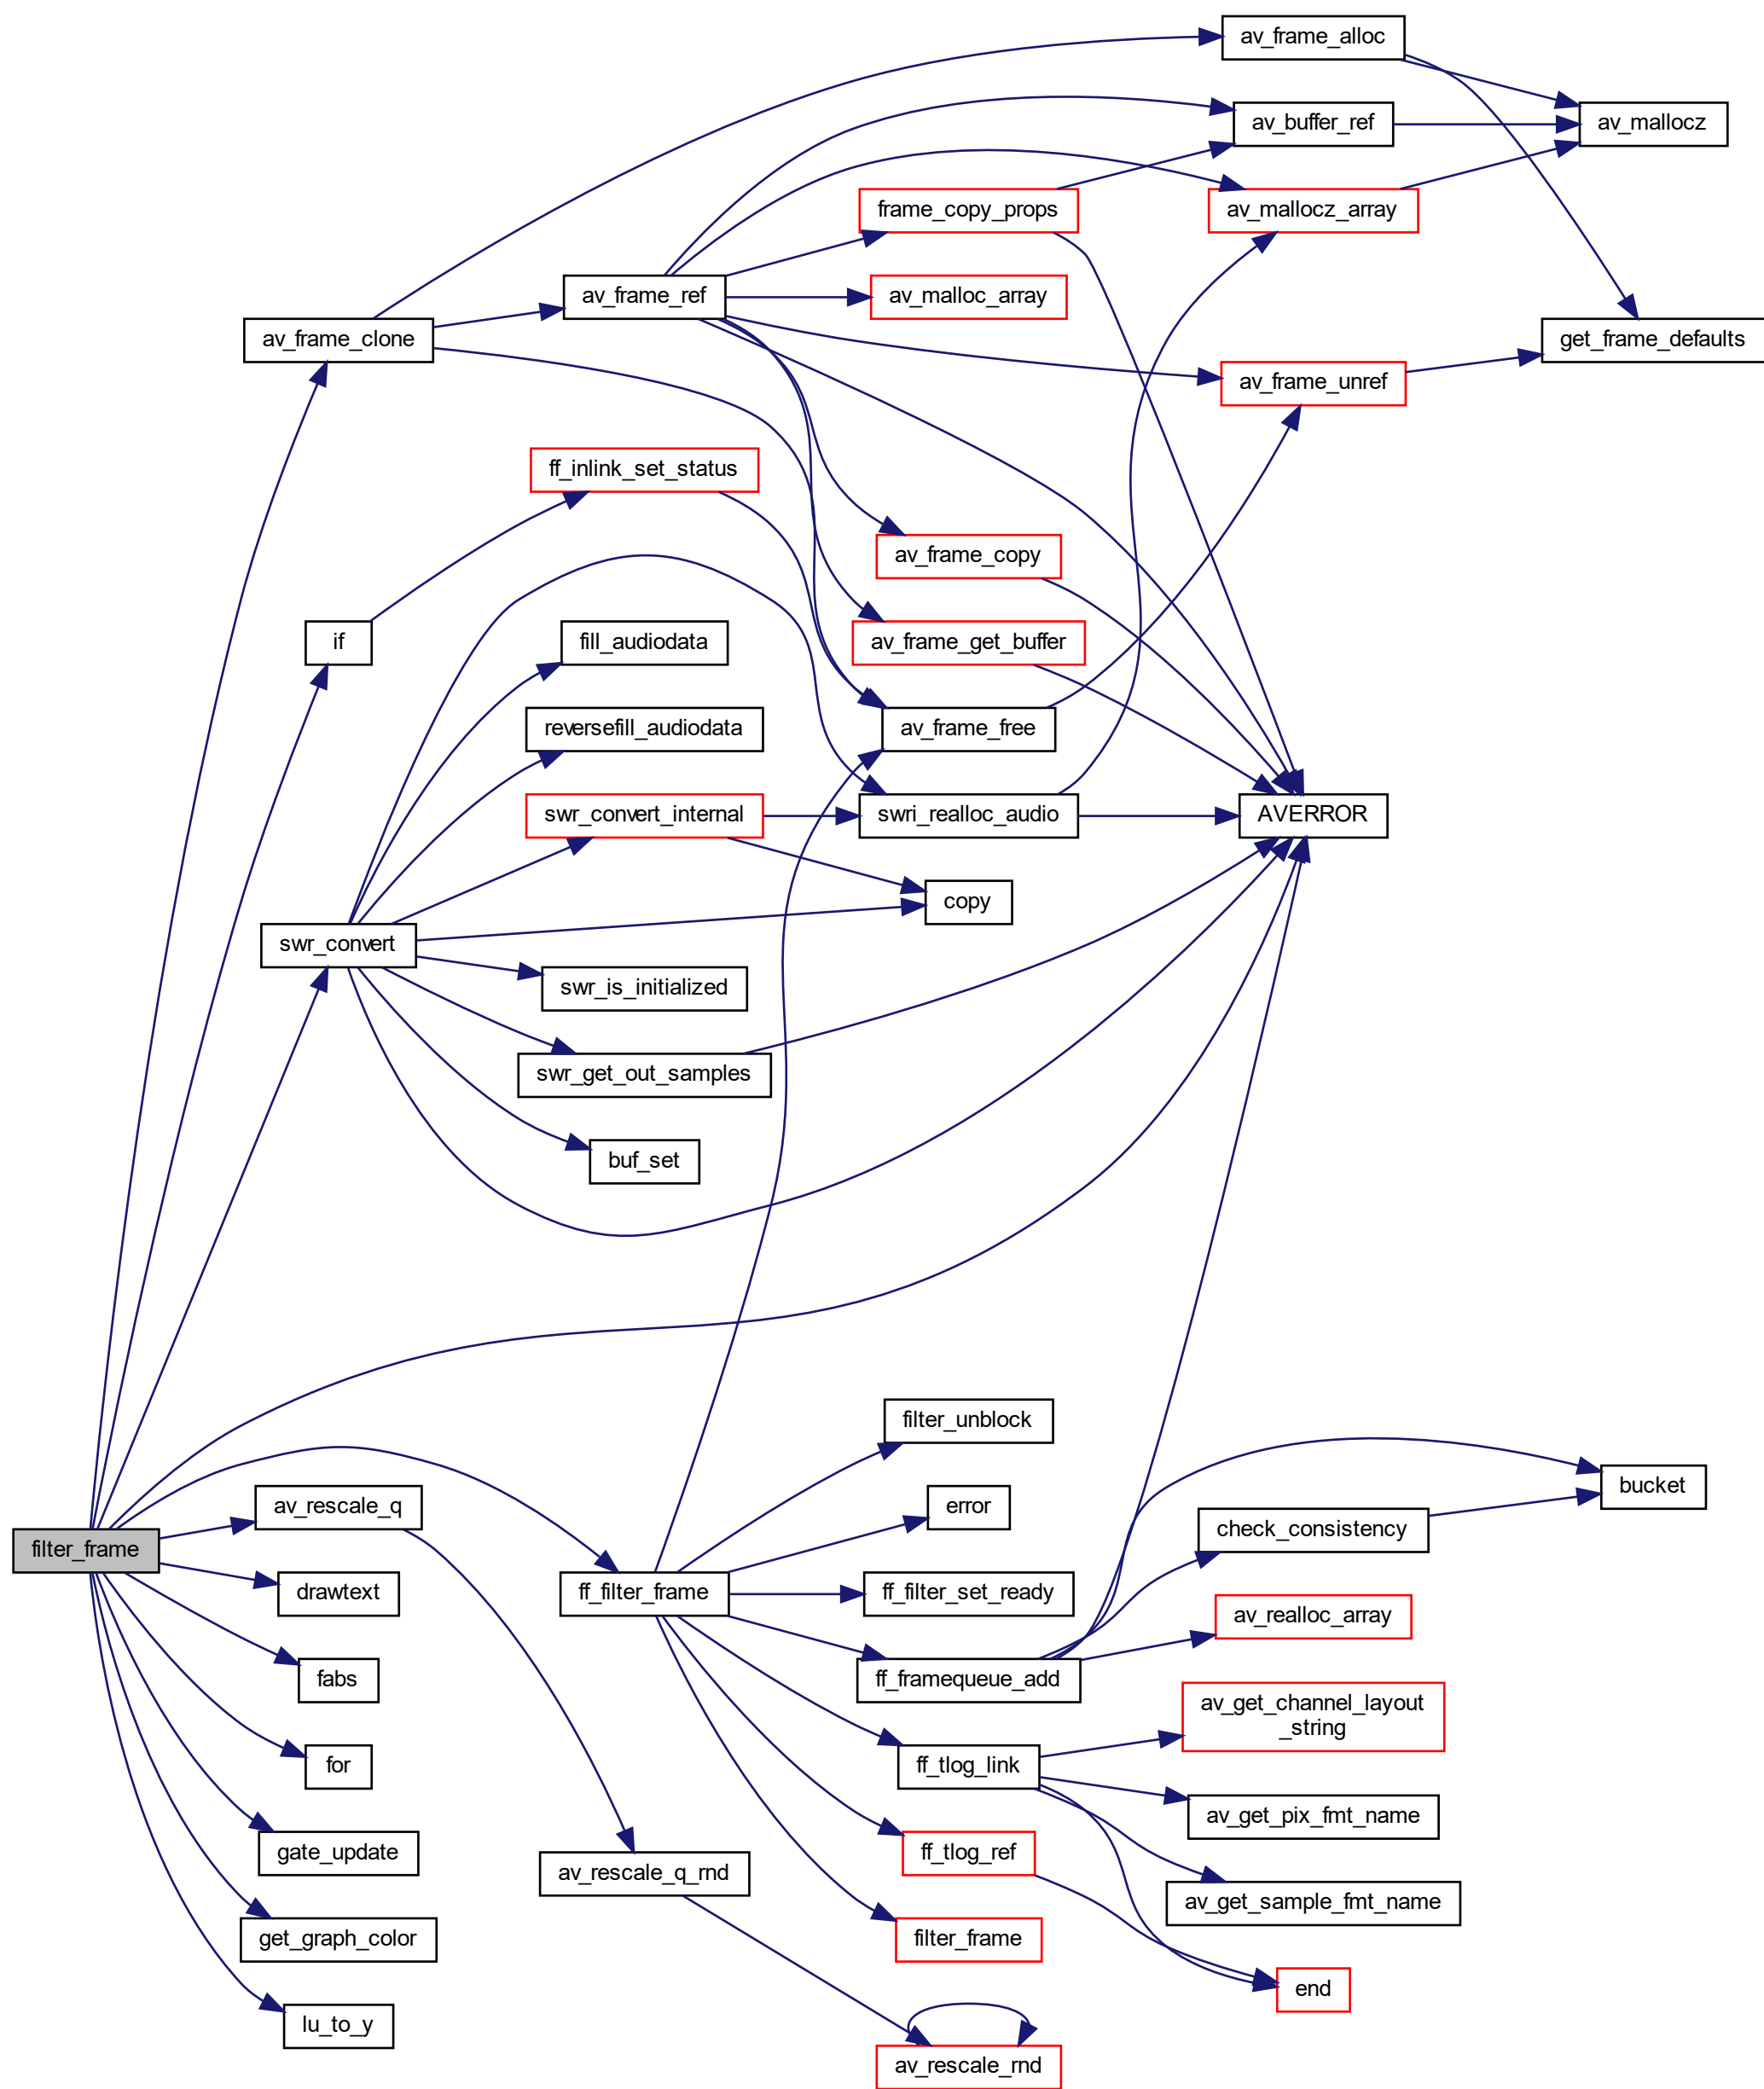 av_frame_alloc
av_buffer_ref
av_mallocz
frame_copy_props
av_mallocz_array
av_frame_ref
av_malloc_array
av_frame_clone
get_frame_defaults
av_frame_unref
ff_inlink_set_status
av_frame_copy
if
fill_audiodata
av_frame_get_buffer
reversefill_audiodata
av_frame_free
swr_convert_internal
swri_realloc_audio
AVERROR
copy
swr_convert
swr_is_initialized
swr_get_out_samples
buf_set
filter_unblock
bucket
av_rescale_q
error
check_consistency
filter_frame
drawtext
ff_filter_frame
ff_filter_set_ready
av_realloc_array
fabs
ff_framequeue_add
av_get_channel_layout
_string
for
ff_tlog_link
av_get_pix_fmt_name
gate_update
ff_tlog_ref
av_rescale_q_rnd
av_get_sample_fmt_name
get_graph_color
filter_frame
end
lu_to_y
av_rescale_rnd